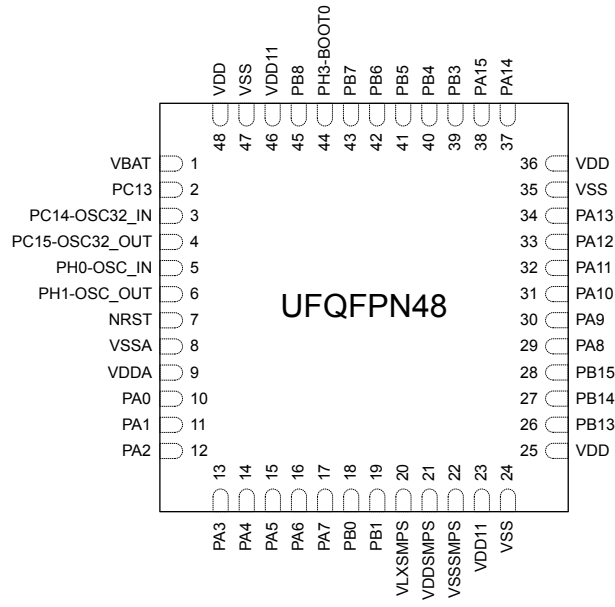 VDD
VSS
VDD11
PB8
PH3-BOOT0
PB7
PB6
PB5
PB4
PB3
PA15
PA14
48
47
46
45
44
43
42
41
40
39
38
37
VBAT 1
PC13 2
PC14-OSC32_IN 3
PC15-OSC32_OUT 4
PH0-OSC_IN 5
PH1-OSC_OUT 6
NRST 7
VSSA 8
VDDA 9
PA0 10
PA1 11
PA2 12
UFQFPN48
36 VDD
35 VSS
34 PA13
33 PA12
32 PA11
31 PA10
30 PA9
29 PA8
28 PB15
27 PB14
26 PB13
25 VDD
13
14
15
16
17
18
19
20
21
22
23
24
PA3
PA4
PA5
PA6
PA7
PB0
PB1
VLXSMPS
VDDSMPS
VSSSMPS
VDD11
VSS